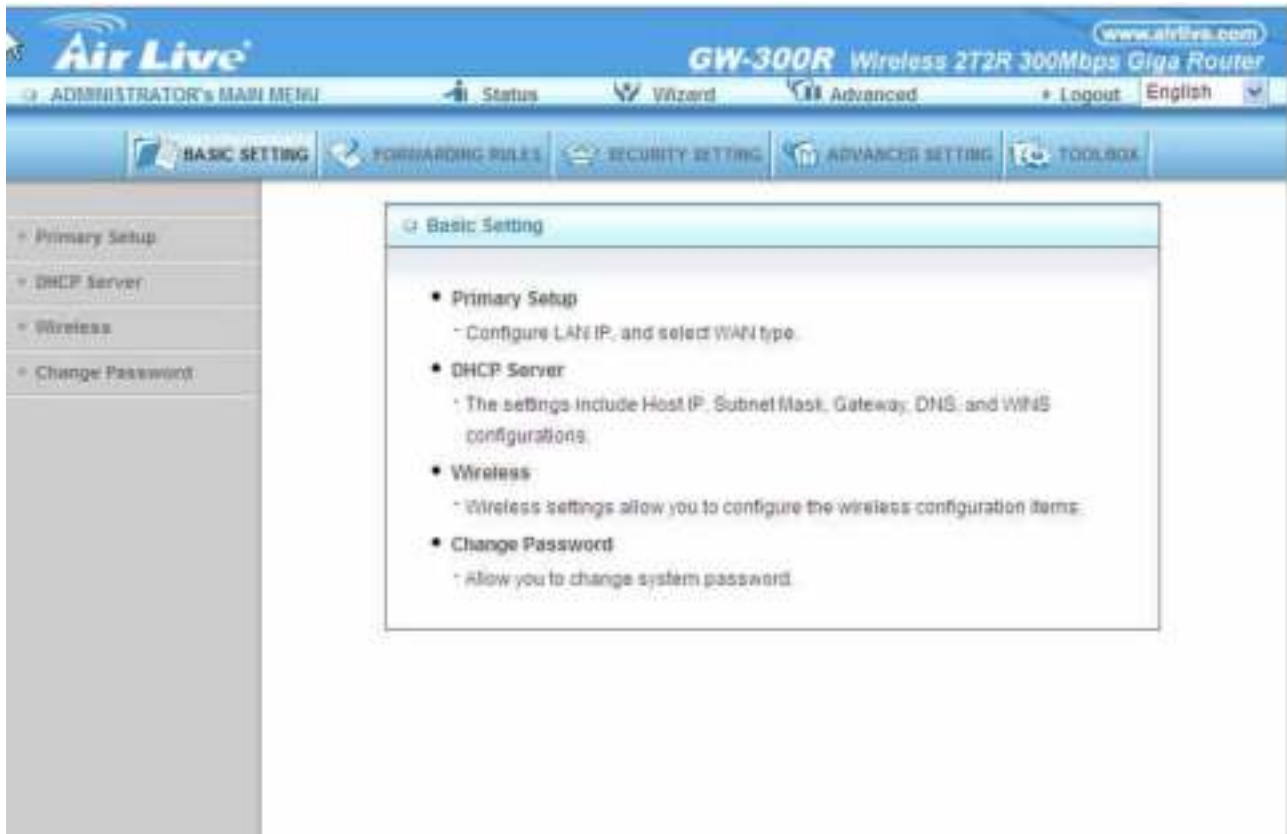 Air Live
www.airlive.com
GW-300R Wireless 2T2R 300Mbps Giga Router
ADMINISTRATOR's MAIN MENU
Status
Wizard
Advanced
Logout
English
BASIC SETTING
FORWARDING RULES
SECURITY SETTING
ADVANCED SETTING
TOOLBOX
Primary Setup
DHCP Server
Wireless
Change Password
Basic Setting
Primary Setup
- Configure LAN IP, and select WAN type.
DHCP Server
- The settings include Host IP, Subnet Mask, Gateway, DNS, and WINS
configurations.
Wireless
- Wireless settings allow you to configure the wireless configuration items.
Change Password
- Allow you to change system password.